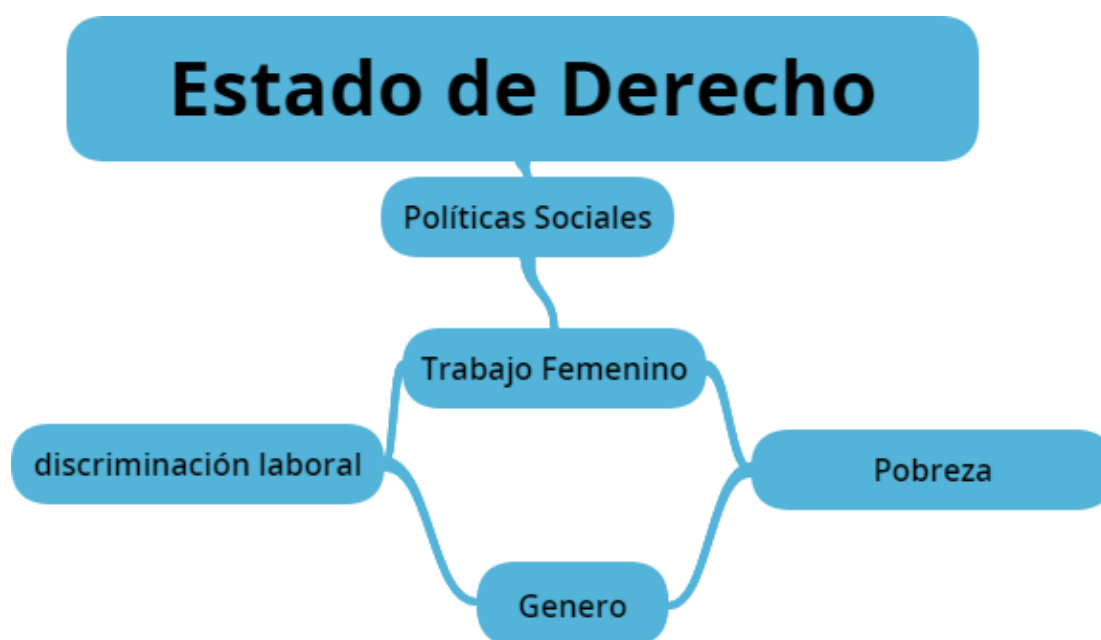 Estado de Derecho
Políticas Sociales
Trabajo Femenino
discriminación laboral
Pobreza
Genero